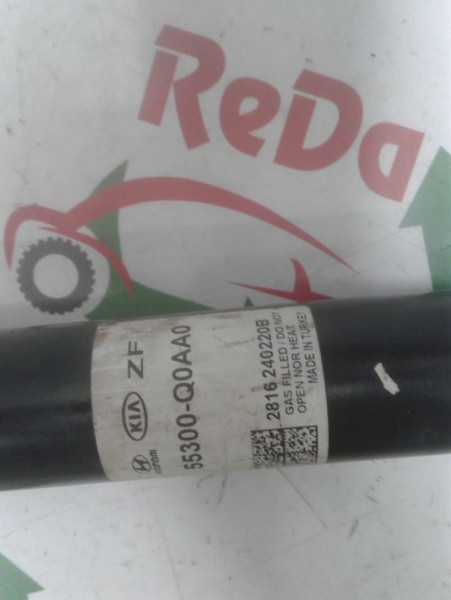 ReDa
KIA ZF
55300-Q0AA0
2816 240220B
GAS FILLED / DO NOT
OPEN NOR HEAT
MADE IN TURKEY